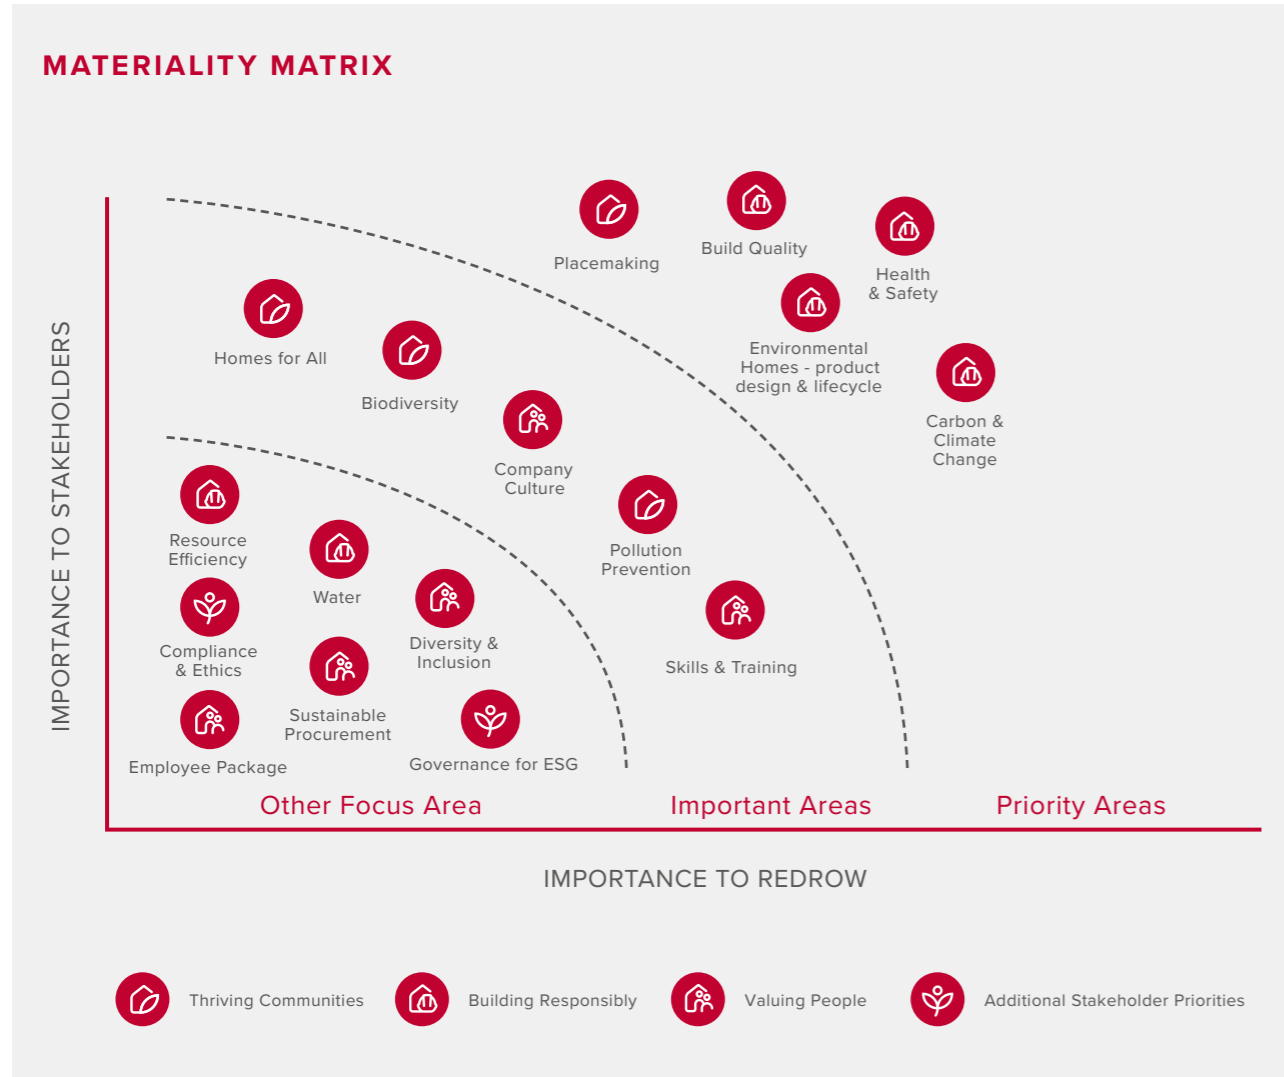 MATERIALITY MATRIX
IMPORTANCE TO STAKEHOLDERS
Placemaking
Build Quality
Health
& Safety
Homes for All
Environmental
Homes - product
design & lifecycle
Biodiversity
Carbon &
Climate
Change
Company
Culture
Resource
Efficiency
Pollution
Prevention
Water
Diversity &
Inclusion
Compliance
& Ethics
Skills & Training
Sustainable
Procurement
Employee Package
Governance for ESG
Other Focus Area
Important Areas
Priority Areas
IMPORTANCE TO REDROW
Thriving Communities
Building Responsibly
Valuing People
Additional Stakeholder Priorities